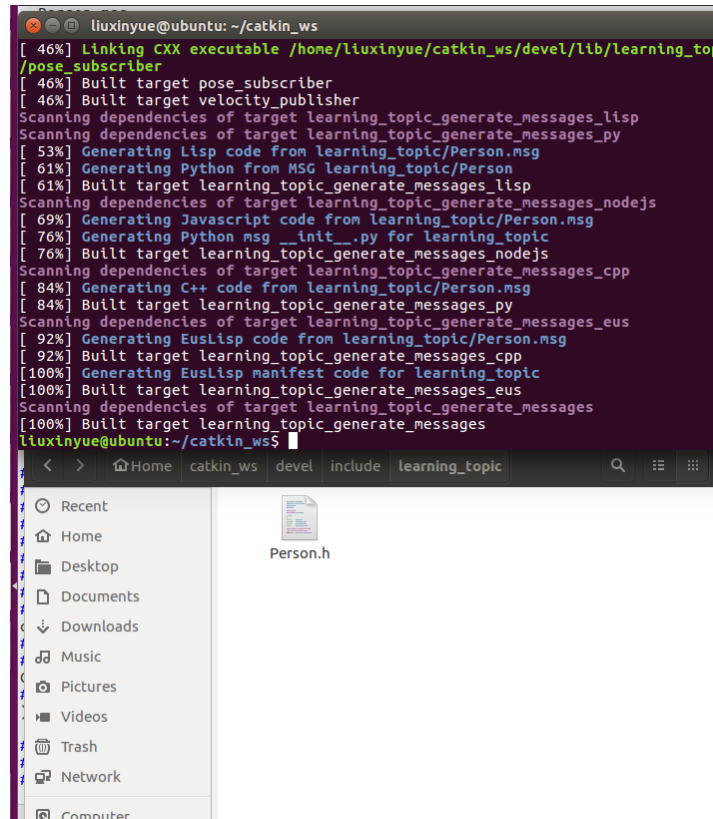 liuxinyue@ubuntu: ~/catkin_ws
[ 46%] Linking CXX executable /home/liuxinyue/catkin_ws/devel/lib/learning_to
/pose_subscriber
[ 46%] Built target pose_subscriber
[ 46%] Built target velocity_publisher
Scanning dependencies of target learning_topic_generate_messages_lisp
Scanning dependencies of target learning_topic_generate_messages_py
[ 53%] Generating Lisp code from learning_topic/Person.msg
[ 61%] Generating Python from MSG learning_topic/Person
[ 61%] Built target learning_topic_generate_messages_lisp
Scanning dependencies of target learning_topic_generate_messages_nodejs
[ 69%] Generating Javascript code from learning_topic/Person.msg
[ 76%] Generating Python msg __init__.py for learning_topic
[ 76%] Built target learning_topic_generate_messages_nodejs
Scanning dependencies of target learning_topic_generate_messages_cpp
[ 84%] Generating C++ code from learning_topic/Person.msg
[ 84%] Built target learning_topic_generate_messages_py
Scanning dependencies of target learning_topic_generate_messages_eus
[ 92%] Generating EusLisp code from learning_topic/Person.msg
[ 92%] Built target learning_topic_generate_messages_cpp
[100%] Generating EusLisp manifest code for learning_topic
[100%] Built target learning_topic_generate_messages_eus
Scanning dependencies of target learning_topic_generate_messages
[100%] Built target learning_topic_generate_messages
liuxinyue@ubuntu:~/catkin_ws$
Home catkin_ws devel include learning_topic
Recent
Home
Desktop
Documents
Downloads
Music
Pictures
Videos
Trash
Network
Computer
Person.h